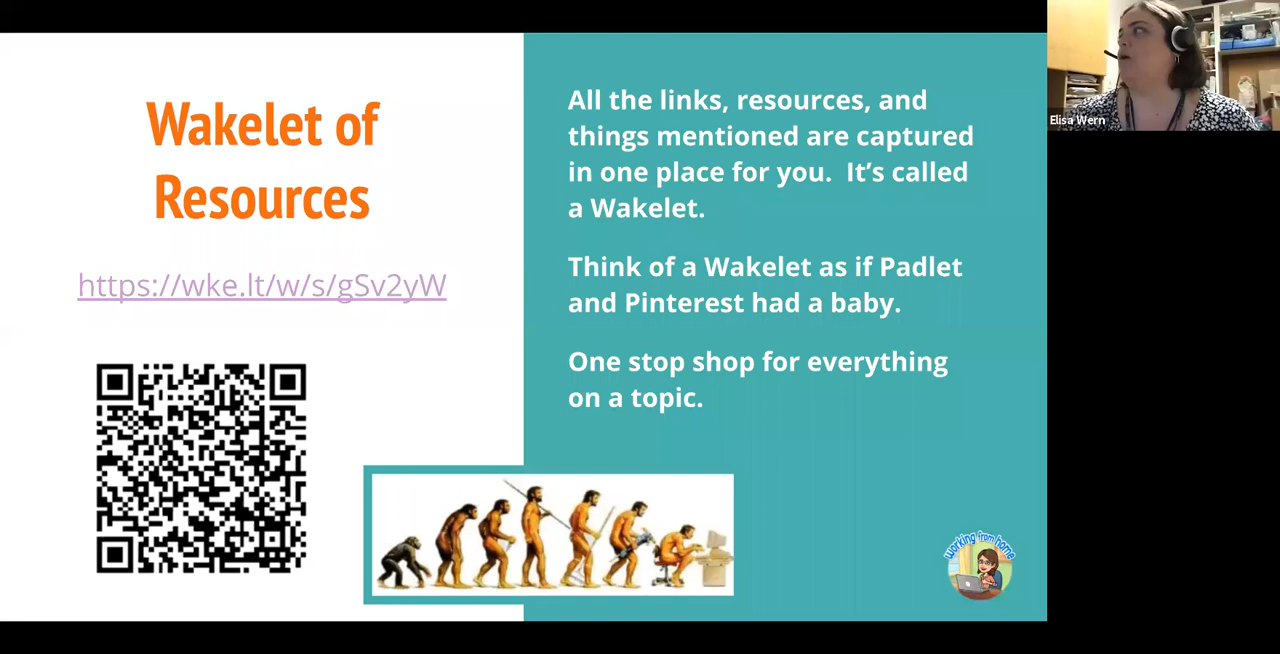 Wakelet of
Resources
https://wke.lt/w/s/gSv2yW
All the links, resources, and
things mentioned are captured
in one place for you.  It’s called
a Wakelet.
Think of a Wakelet as if Padlet
and Pinterest had a baby.
One stop shop for everything
on a topic.
working from home
Elisa Wern